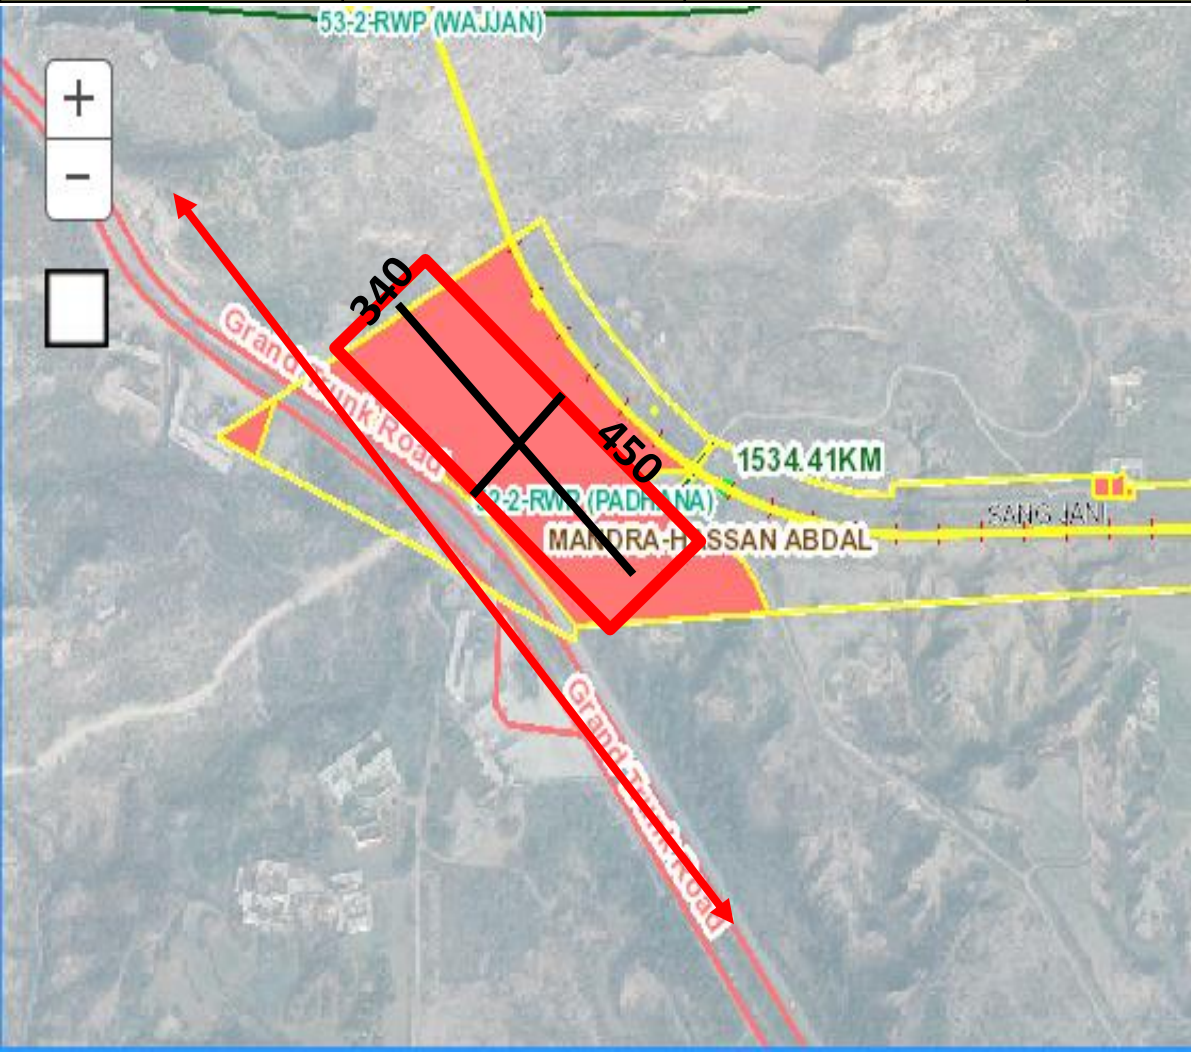 53-2-RWP (WAJJAN)
+
−
340
Grand Trunk Road
450
1534.41KM
2-2-RWP (PADHANA)
SANG JANI
MANDRA-HASSAN ABDAL
Grand Trunk Road